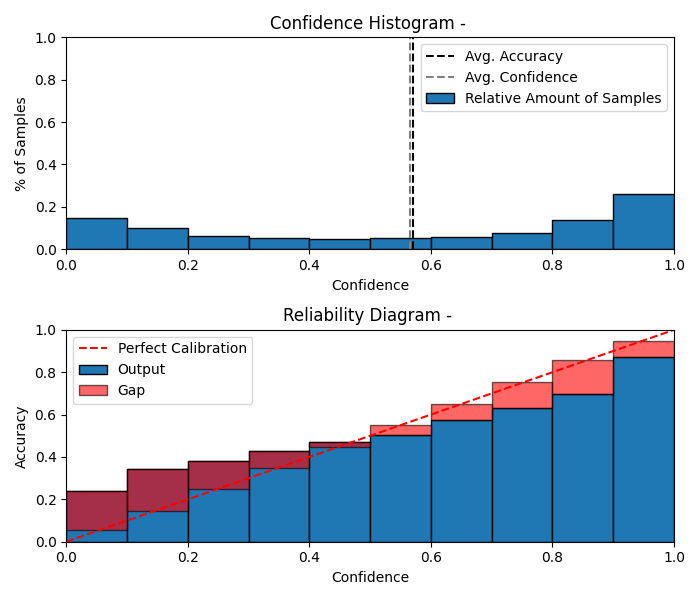 Confidence Histogram -
1.0
0.8
0.6
0.4
0.2
0.0
% of Samples
Avg. Accuracy
Avg. Confidence
Relative Amount of Samples
0.0 0.2 0.4 0.6 0.8 1.0
Confidence
Reliability Diagram -
1.0
0.8
0.6
0.4
0.2
0.0
Accuracy
Perfect Calibration
Output
Gap
0.0 0.2 0.4 0.6 0.8 1.0
Confidence